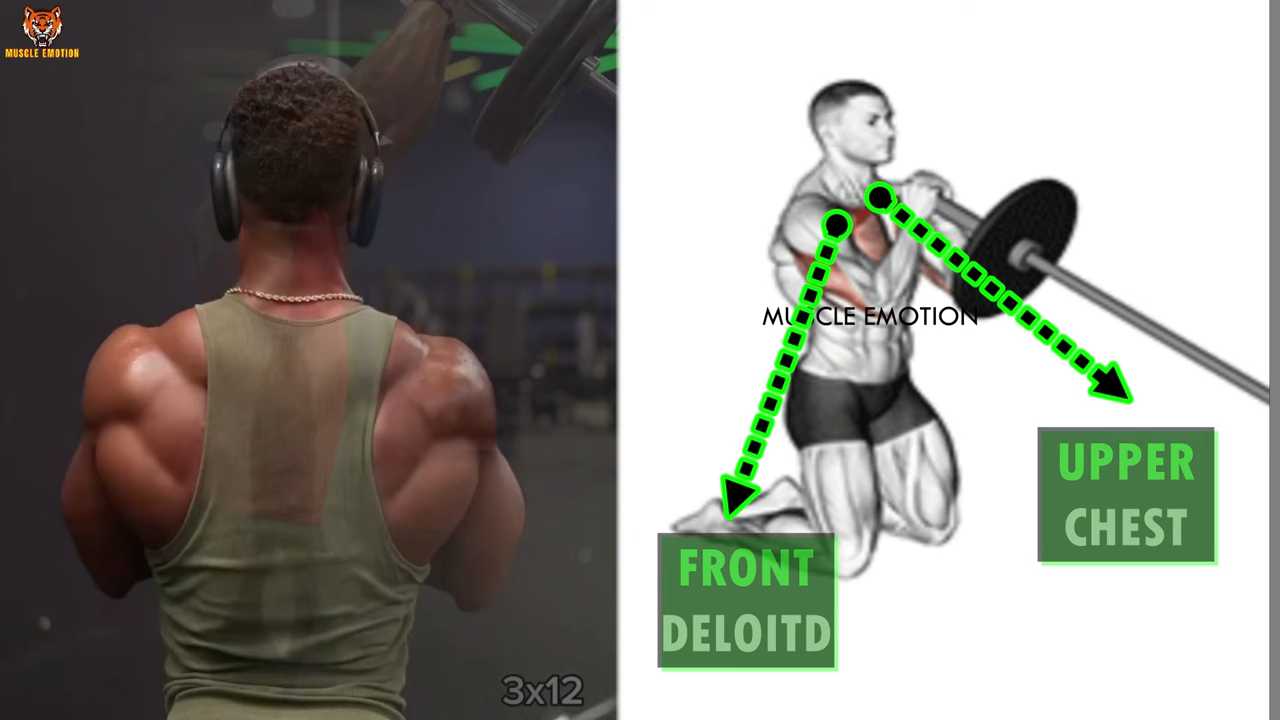 MUSCLE EMOTION
3x12
MUSCLE EMOTION
UPPER
CHEST
FRONT
DELOITD